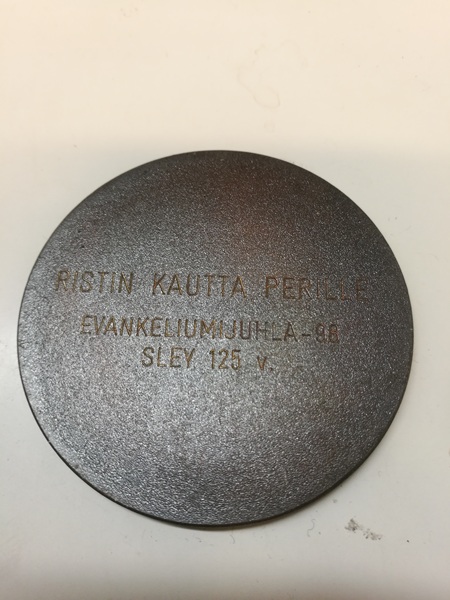 RISTIN KAUTTA PERILLE
EVANKELIUMIJUHLA-98
SLEY 125 v.